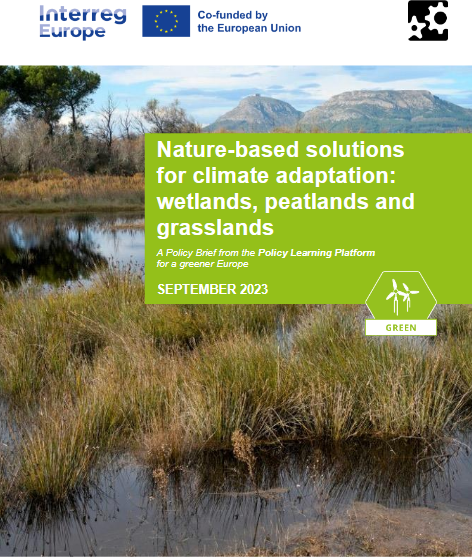 Interreg
Europe
Co-funded by
the European Union
Nature-based solutions
for climate adaptation:
wetlands, peatlands and
grasslands
A Policy Brief from the Policy Learning Platform
for a greener Europe
SEPTEMBER 2023
GREEN